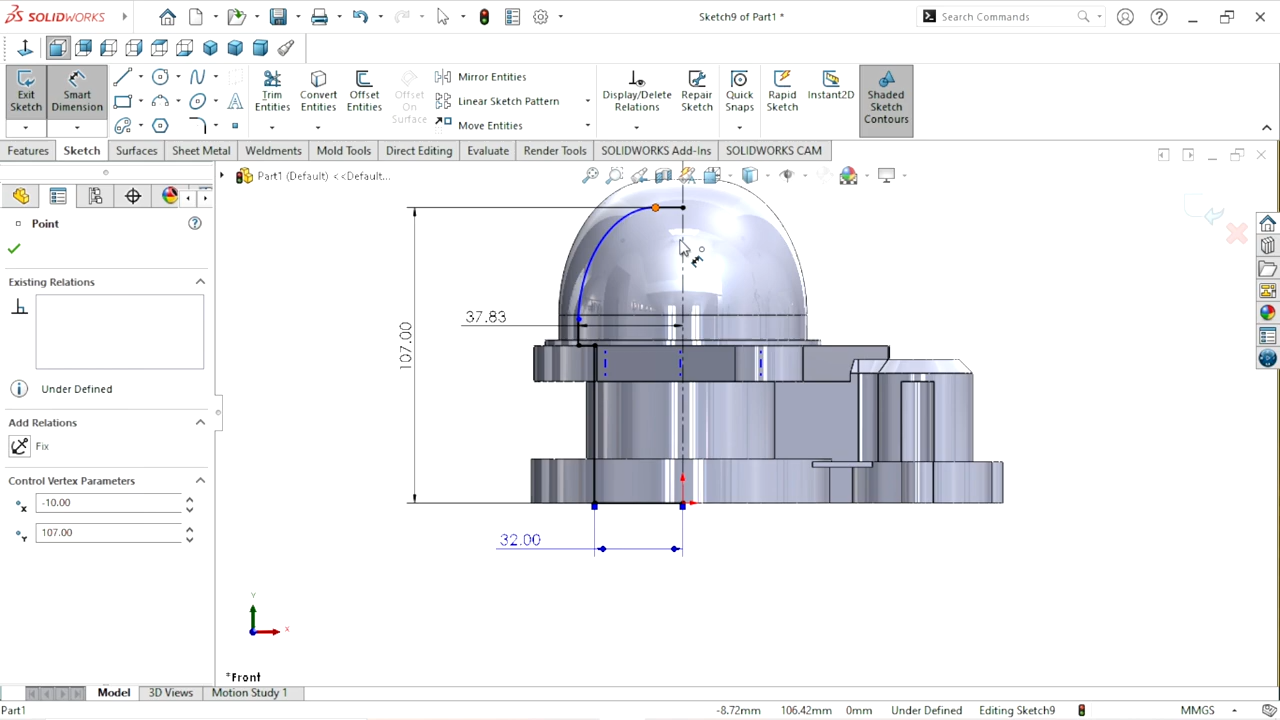 SOLIDWORKS
Sketch9 of Part1 *
Search Commands
Exit Sketch
Smart Dimension
Trim Entities
Convert Entities
Offset Entities
Offset On Surface
Mirror Entities
Linear Sketch Pattern
Move Entities
Display/Delete Relations
Repair Sketch
Quick Snaps
Rapid Sketch
Instant2D
Shaded Sketch Contours
Features
Sketch
Surfaces
Sheet Metal
Weldments
Mold Tools
Direct Editing
Evaluate
Render Tools
SOLIDWORKS Add-Ins
SOLIDWORKS CAM
Part1 (Default) <<Default...
Point
Existing Relations
Under Defined
Add Relations
Fix
Control Vertex Parameters
x -10.00
Y 107.00
37.83
107.00
32.00
Y
X
*Front
Model
3D Views
Motion Study 1
Part1
-8.72mm
106.42mm
0mm
Under Defined
Editing Sketch9
MMGS